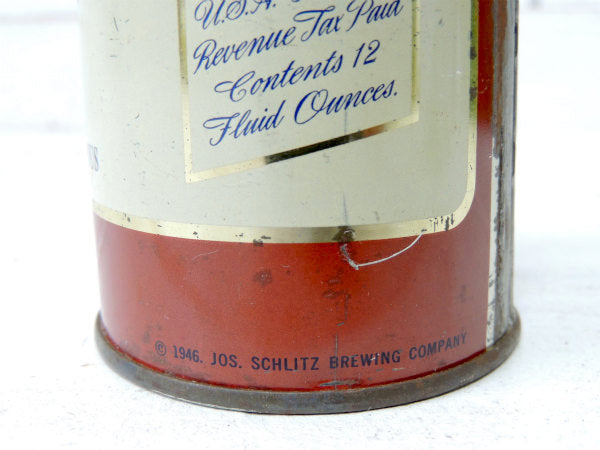 U.S.A.
Revenue Tax Paid
Contents 12
Fluid Ounces.
© 1946. JOS. SCHLITZ BREWING COMPANY